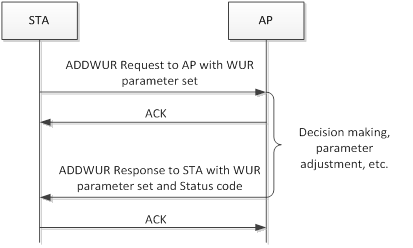 STA
AP
ADDWUR Request to AP with WUR
parameter set
ACK
Decision making,
parameter
adjustment, etc.
ADDWUR Response to STA with WUR
parameter set and Status code
ACK